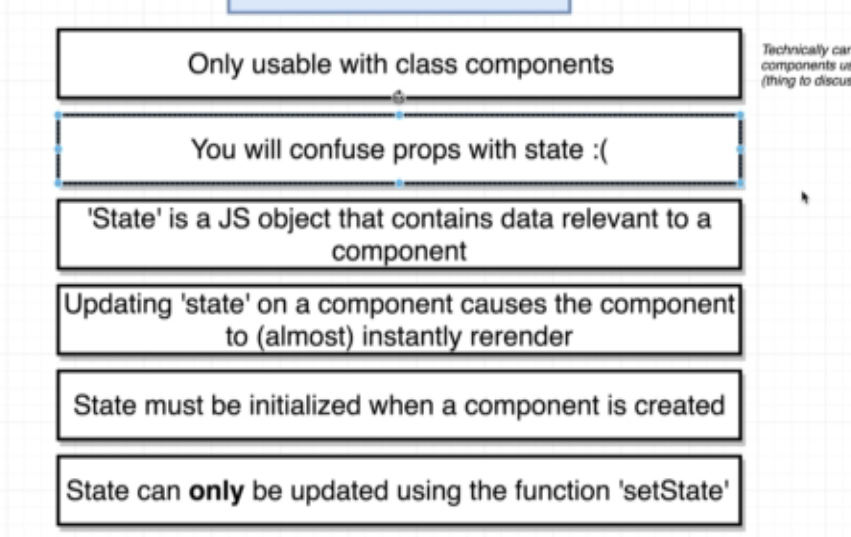 Only usable with class components
Technically can
components us
(thing to discus
You will confuse props with state :(
'State' is a JS object that contains data relevant to a
component
Updating 'state' on a component causes the component
to (almost) instantly rerender
State must be initialized when a component is created
State can only be updated using the function 'setState'